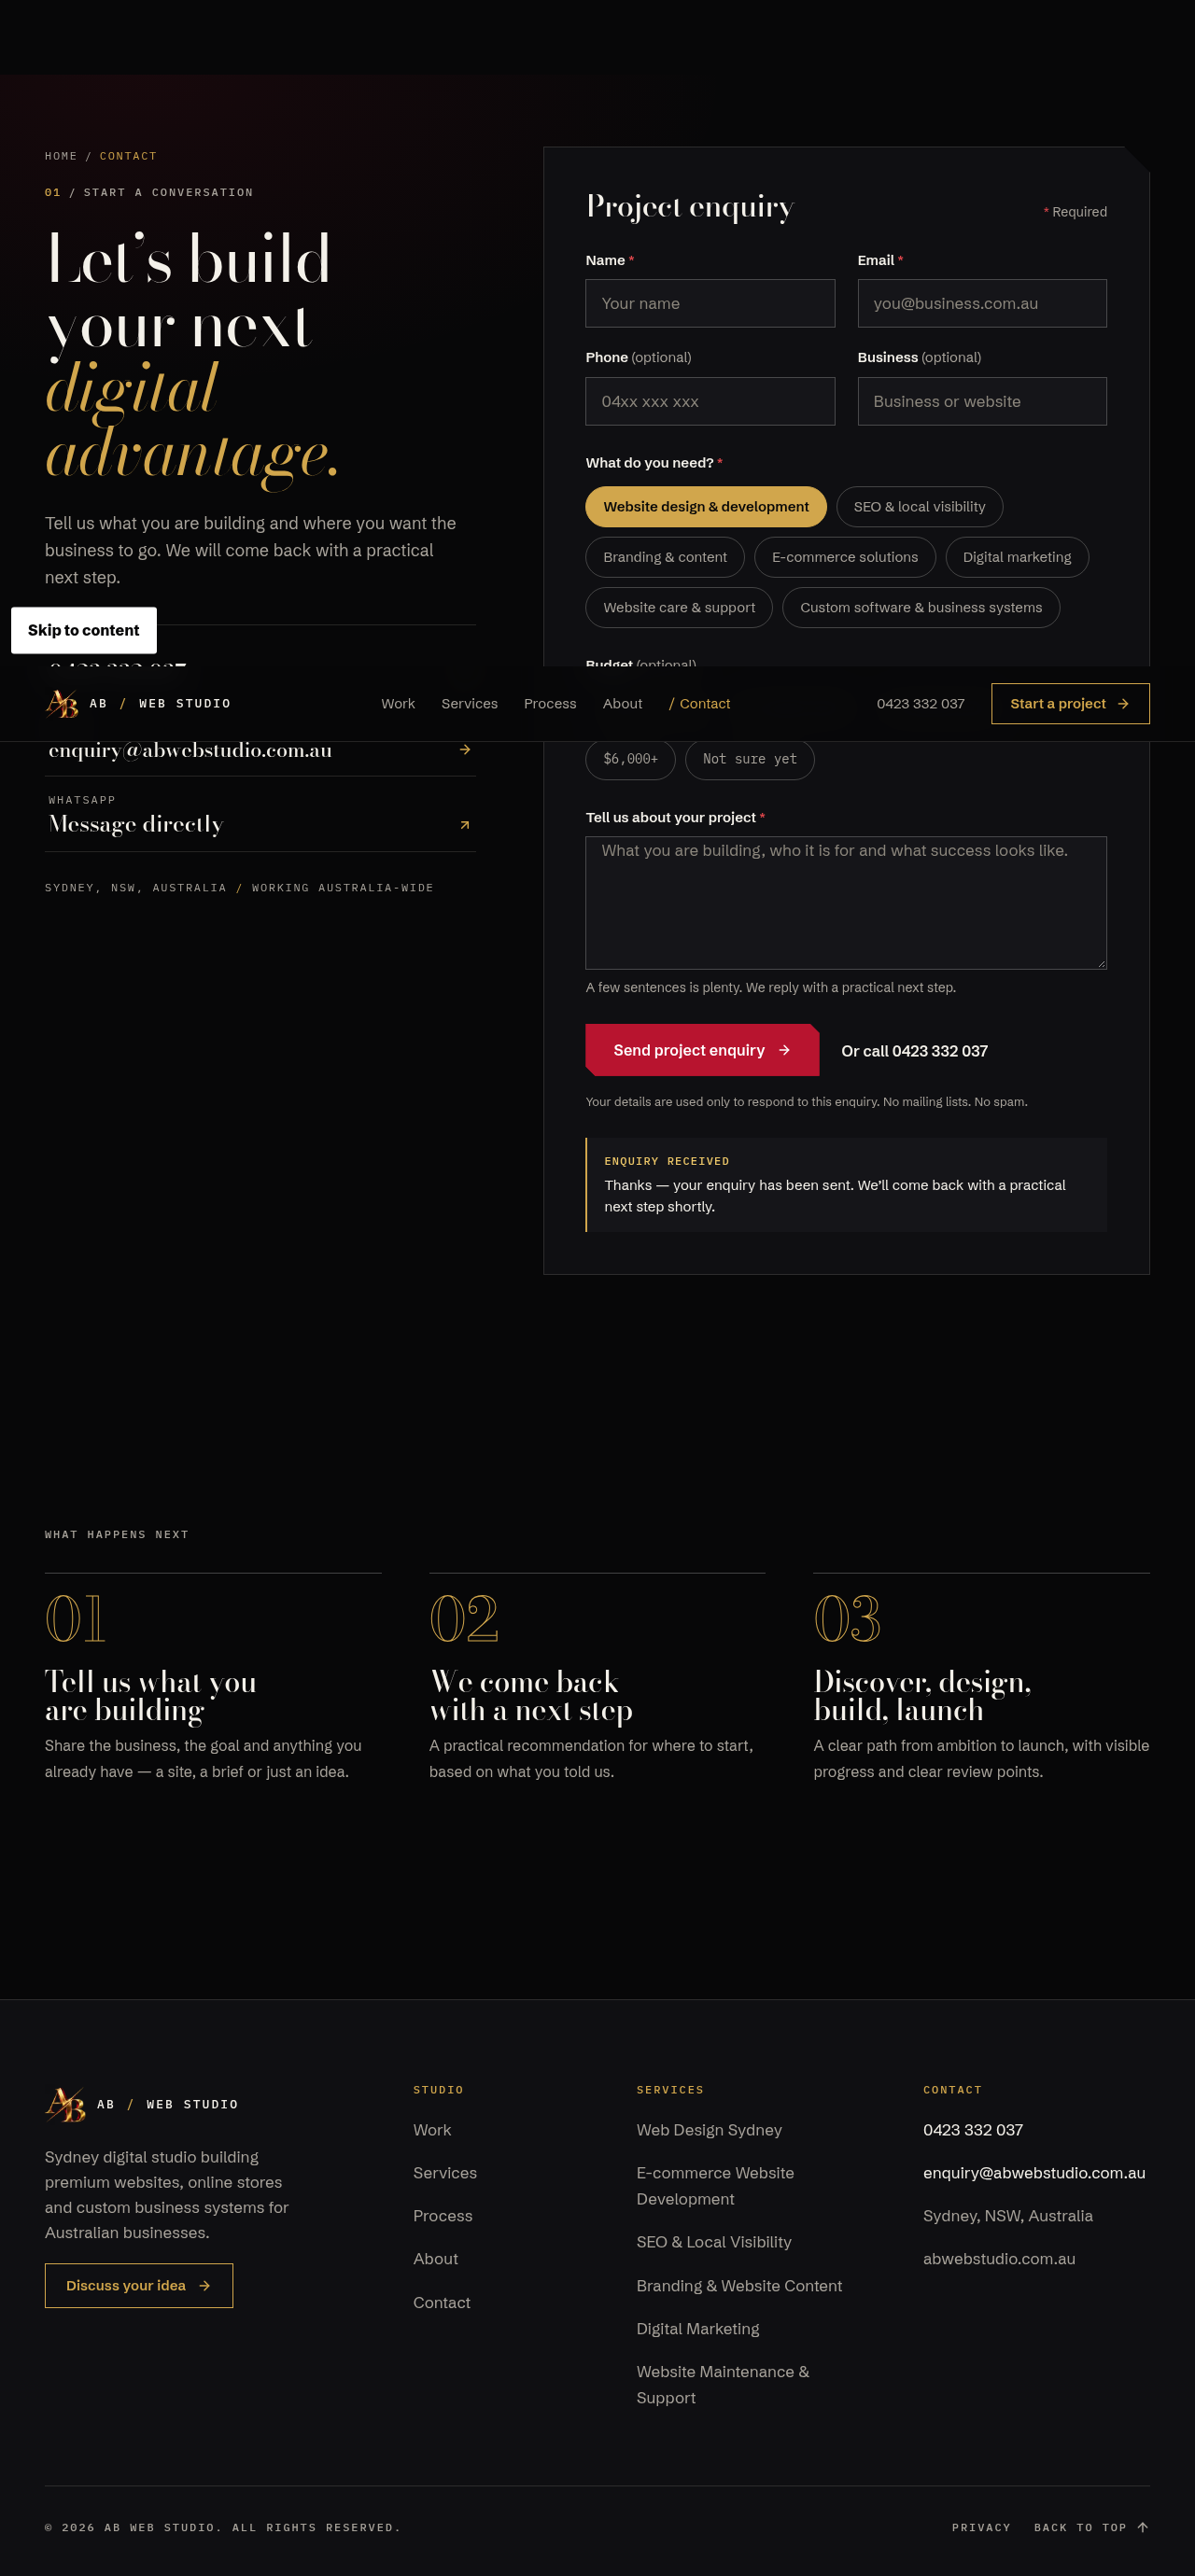 HOME / CONTACT
01 / START A CONVERSATION
Let’s build
your next
digital
advantage.
Tell us what you are building and where you want the
business to go. We will come back with a practical
next step.
Skip to content
AB / WEB STUDIO
Work
Services
Process
About
/ Contact
0423 332 037
Start a project
enquiry@abwebstudio.com.au
WHATSAPP
Message directly
SYDNEY, NSW, AUSTRALIA / WORKING AUSTRALIA-WIDE
Project enquiry
* Required
Name *
Email *
Your name
you@business.com.au
Phone (optional)
Business (optional)
04xx xxx xxx
Business or website
What do you need? *
Website design & development
SEO & local visibility
Branding & content
E-commerce solutions
Digital marketing
Website care & support
Custom software & business systems
Budget (optional)
$6,000+
Not sure yet
Tell us about your project *
What you are building, who it is for and what success looks like.
A few sentences is plenty. We reply with a practical next step.
Send project enquiry
Or call 0423 332 037
Your details are used only to respond to this enquiry. No mailing lists. No spam.
ENQUIRY RECEIVED
Thanks — your enquiry has been sent. We’ll come back with a practical
next step shortly.
WHAT HAPPENS NEXT
01
Tell us what you
are building
Share the business, the goal and anything you
already have — a site, a brief or just an idea.
02
We come back
with a next step
A practical recommendation for where to start,
based on what you told us.
03
Discover, design,
build, launch
A clear path from ambition to launch, with visible
progress and clear review points.
AB
AB / WEB STUDIO
Sydney digital studio building
premium websites, online stores
and custom business systems for
Australian businesses.
Discuss your idea
STUDIO
Work
Services
Process
About
Contact
SERVICES
Web Design Sydney
E-commerce Website
Development
SEO & Local Visibility
Branding & Website Content
Digital Marketing
Website Maintenance &
Support
CONTACT
0423 332 037
enquiry@abwebstudio.com.au
Sydney, NSW, Australia
abwebstudio.com.au
© 2026 AB WEB STUDIO. ALL RIGHTS RESERVED.
PRIVACY
BACK TO TOP